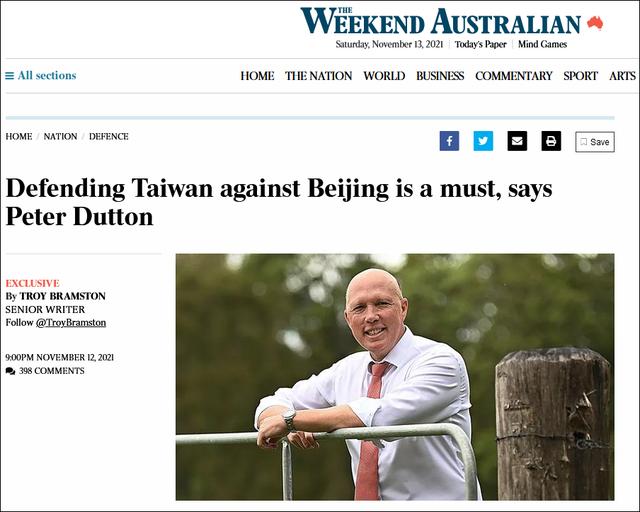 THE
WEEKEND AUSTRALIAN
Saturday, November 13, 2021 | Today's Paper | Mind Games
All sections
HOME THE NATION WORLD BUSINESS COMMENTARY SPORT ARTS
HOME / NATION / DEFENCE
Save
Defending Taiwan against Beijing is a must, says
Peter Dutton
EXCLUSIVE
By TROY BRAMSTON
SENIOR WRITER
Follow @TroyBramston
9:00PM NOVEMBER 12, 2021
398 COMMENTS